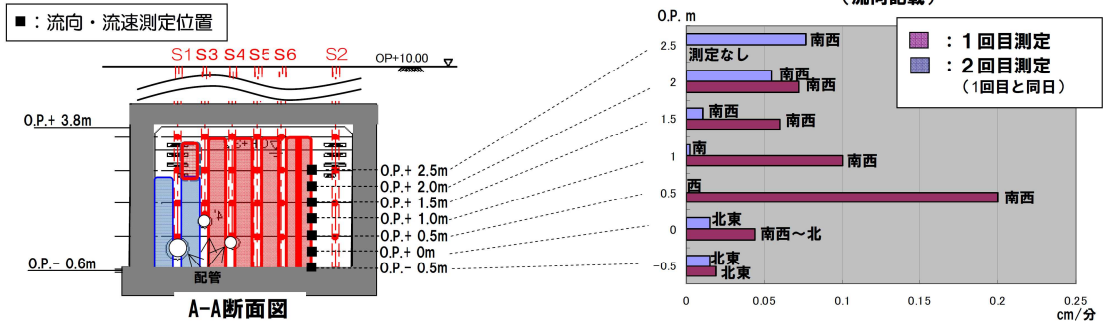 (流向記載)
■：流向・流速測定位置
S1 S3 S4 S5 S6 S2
OP+10.00
O.P.+ 3.8m
O.P.+ 2.5m
O.P.+ 2.0m
O.P.+ 1.5m
O.P.+ 1.0m
O.P.+ 0.5m
O.P.+ 0m
O.P.- 0.5m
O.P.- 0.6m
配管
A-A断面図
O.P. m
2.5
2
1.5
1
0.5
0
-0.5
南西
測定なし
南西
南西
南西
南西
南
南西
西
南西
北東
南西～北
北東
北東
0 0.05 0.1 0.15 0.2 0.25
cm/分
：1回目測定
：2回目測定
(1回目と同日)